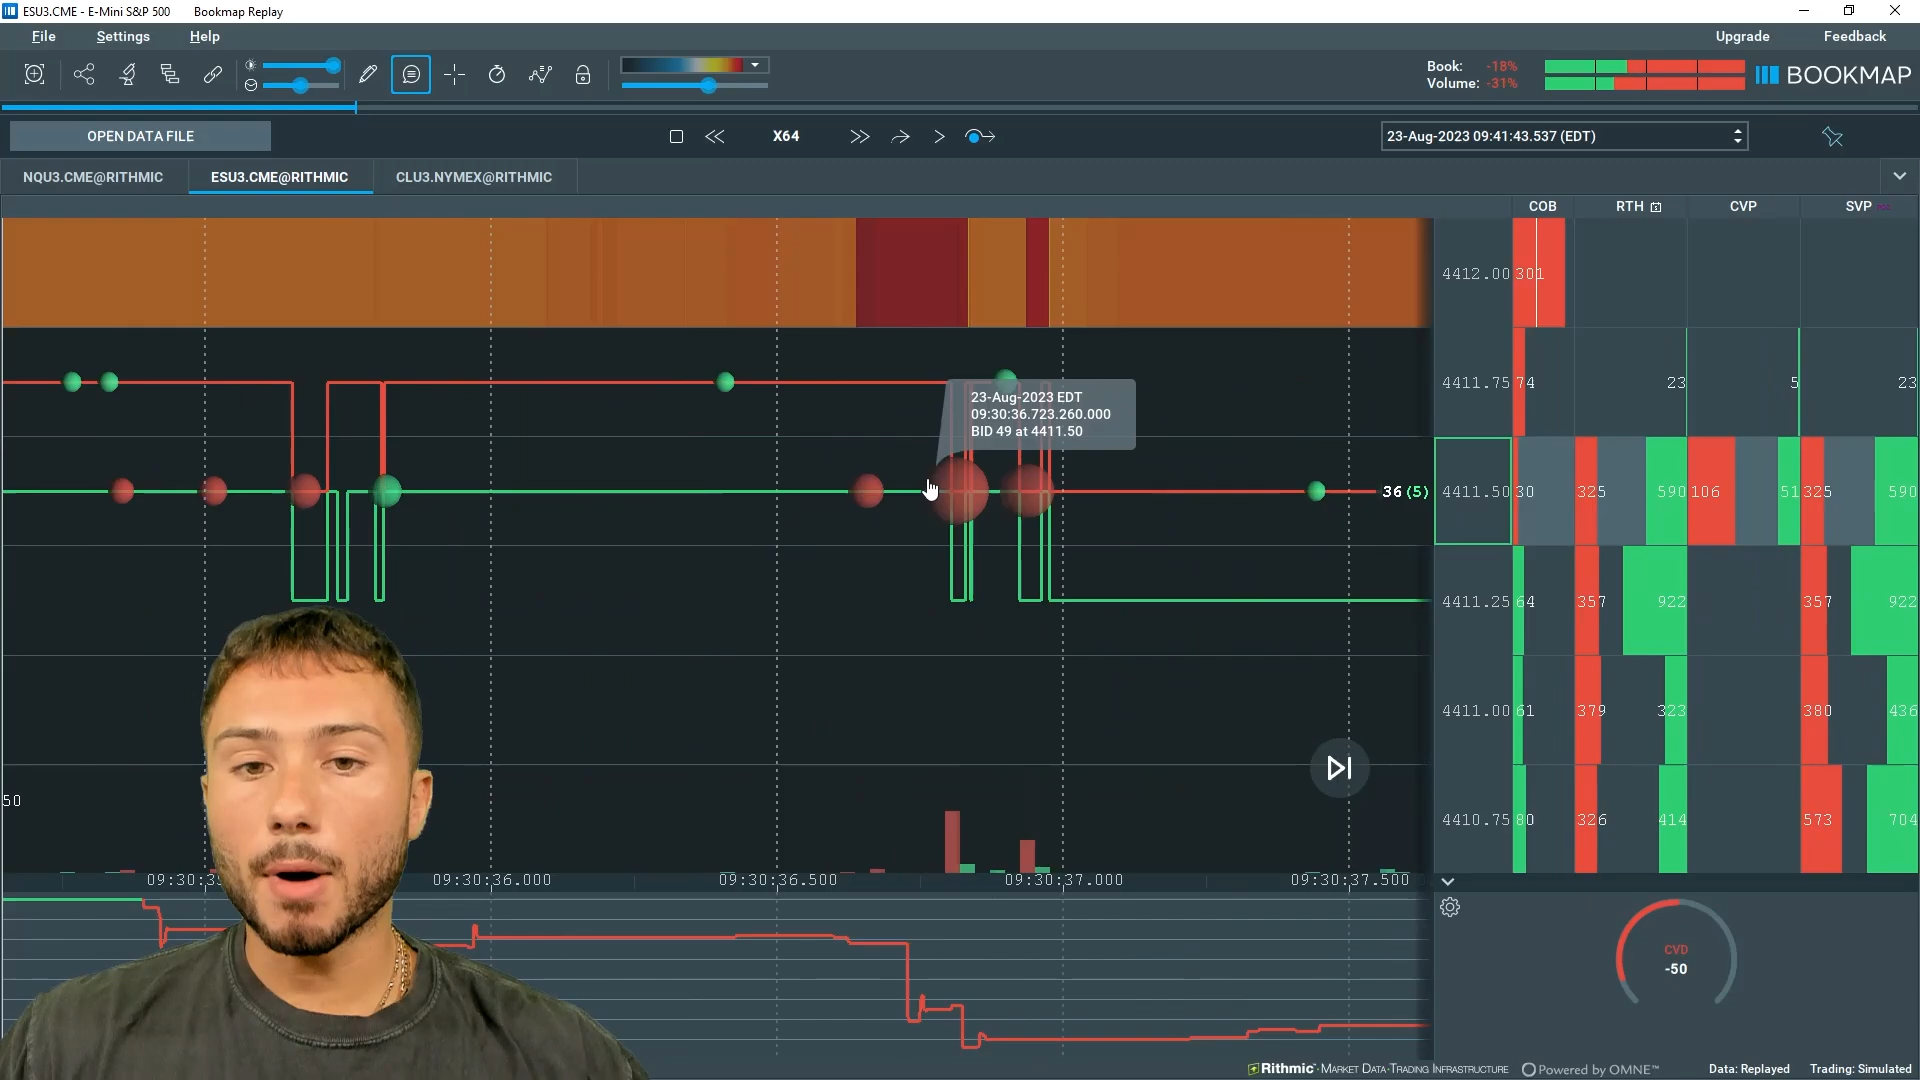 ESU3.CME - E-Mini S&P 500 Bookmap Replay
File Settings Help Upgrade Feedback
Book: -18%
Volume: -31%
BOOKMAP
OPEN DATA FILE X64 23-Aug-2023 09:41:43.537 (EDT)
NQU3.CME@RITHMIC ESU3.CME@RITHMIC CLU3.NYMEX@RITHMIC
COB RTH CVP SVP
4412.00 301
4411.75 74 23 5 23
23-Aug-2023 EDT
09:30:36.723.260.000
BID 49 at 4411.50
36 (5) 4411.50 30 325 590 106 51 325 590
4411.25 64 357 922 357 922
4411.00 61 379 323 380 436
50
4410.75 80 326 414 573 704
09:30:35 09:30:36.000 09:30:36.500 09:30:37.000 09:30:37.500
CVD
-50
Rithmic · MARKET DATA·TRADING INFRASTRUCTURE Powered by OMNE™ Data: Replayed Trading: Simulated